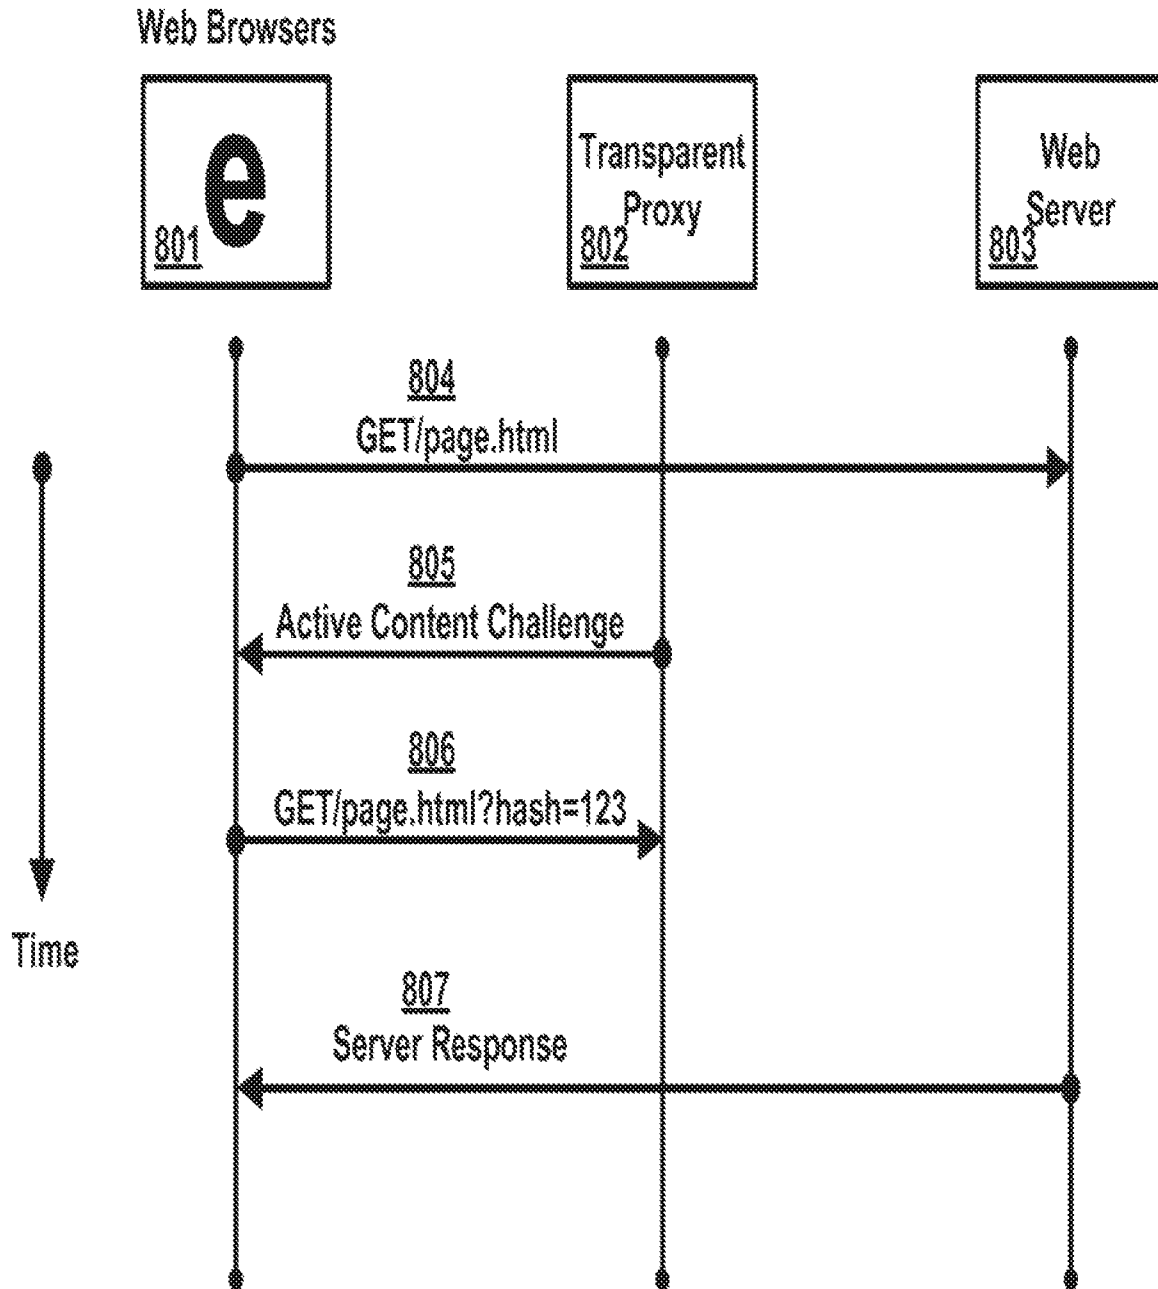 Web Browsers
e
801
Transparent
Proxy
802
Web
Server
803
804
GET/page.html
805
Active Content Challenge
806
GET/page.html?hash=123
Time
807
Server Response